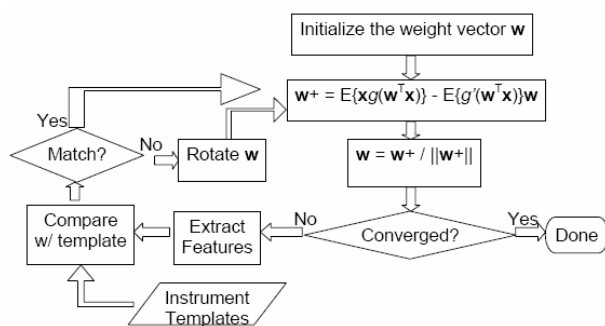 Initialize the weight vector w
w+ = E{xg(wᵀx)} - E{g'(wᵀx)}w
w = w+ / ||w+||
Converged?
Yes
Done
No
Extract
Features
Compare
w/ template
Instrument
Templates
Match?
Yes
No
Rotate w